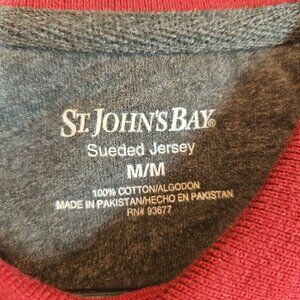 ST. JOHN'S BAY®
Sueded Jersey
M/M
100% COTTON/ALGODON
MADE IN PAKISTAN/HECHO EN PAKISTAN
RN# 93677